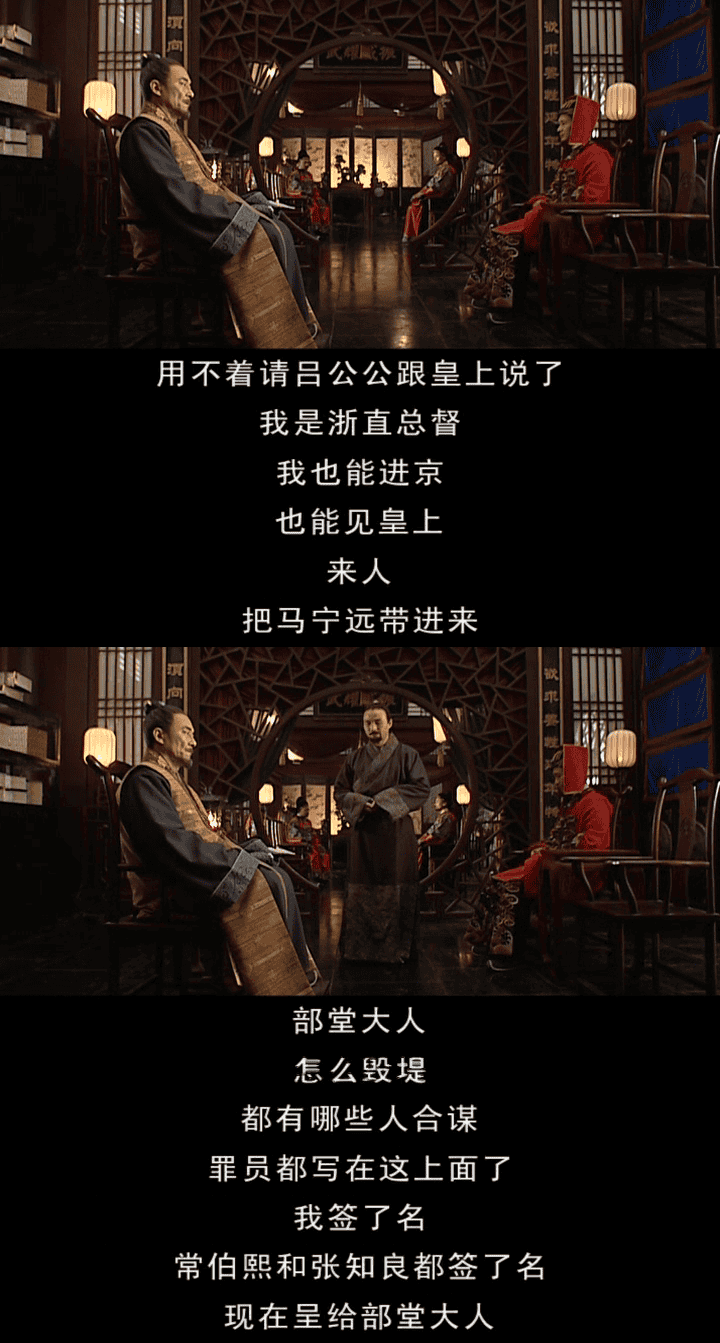 用不着请吕公公跟皇上说了
我是浙直总督
我也能进京
也能见皇上
来人
把马宁远带进来
部堂大人
怎么毁堤
都有哪些人合谋
罪员都写在这上面了
我签了名
常伯熙和张知良都签了名
现在呈给部堂大人